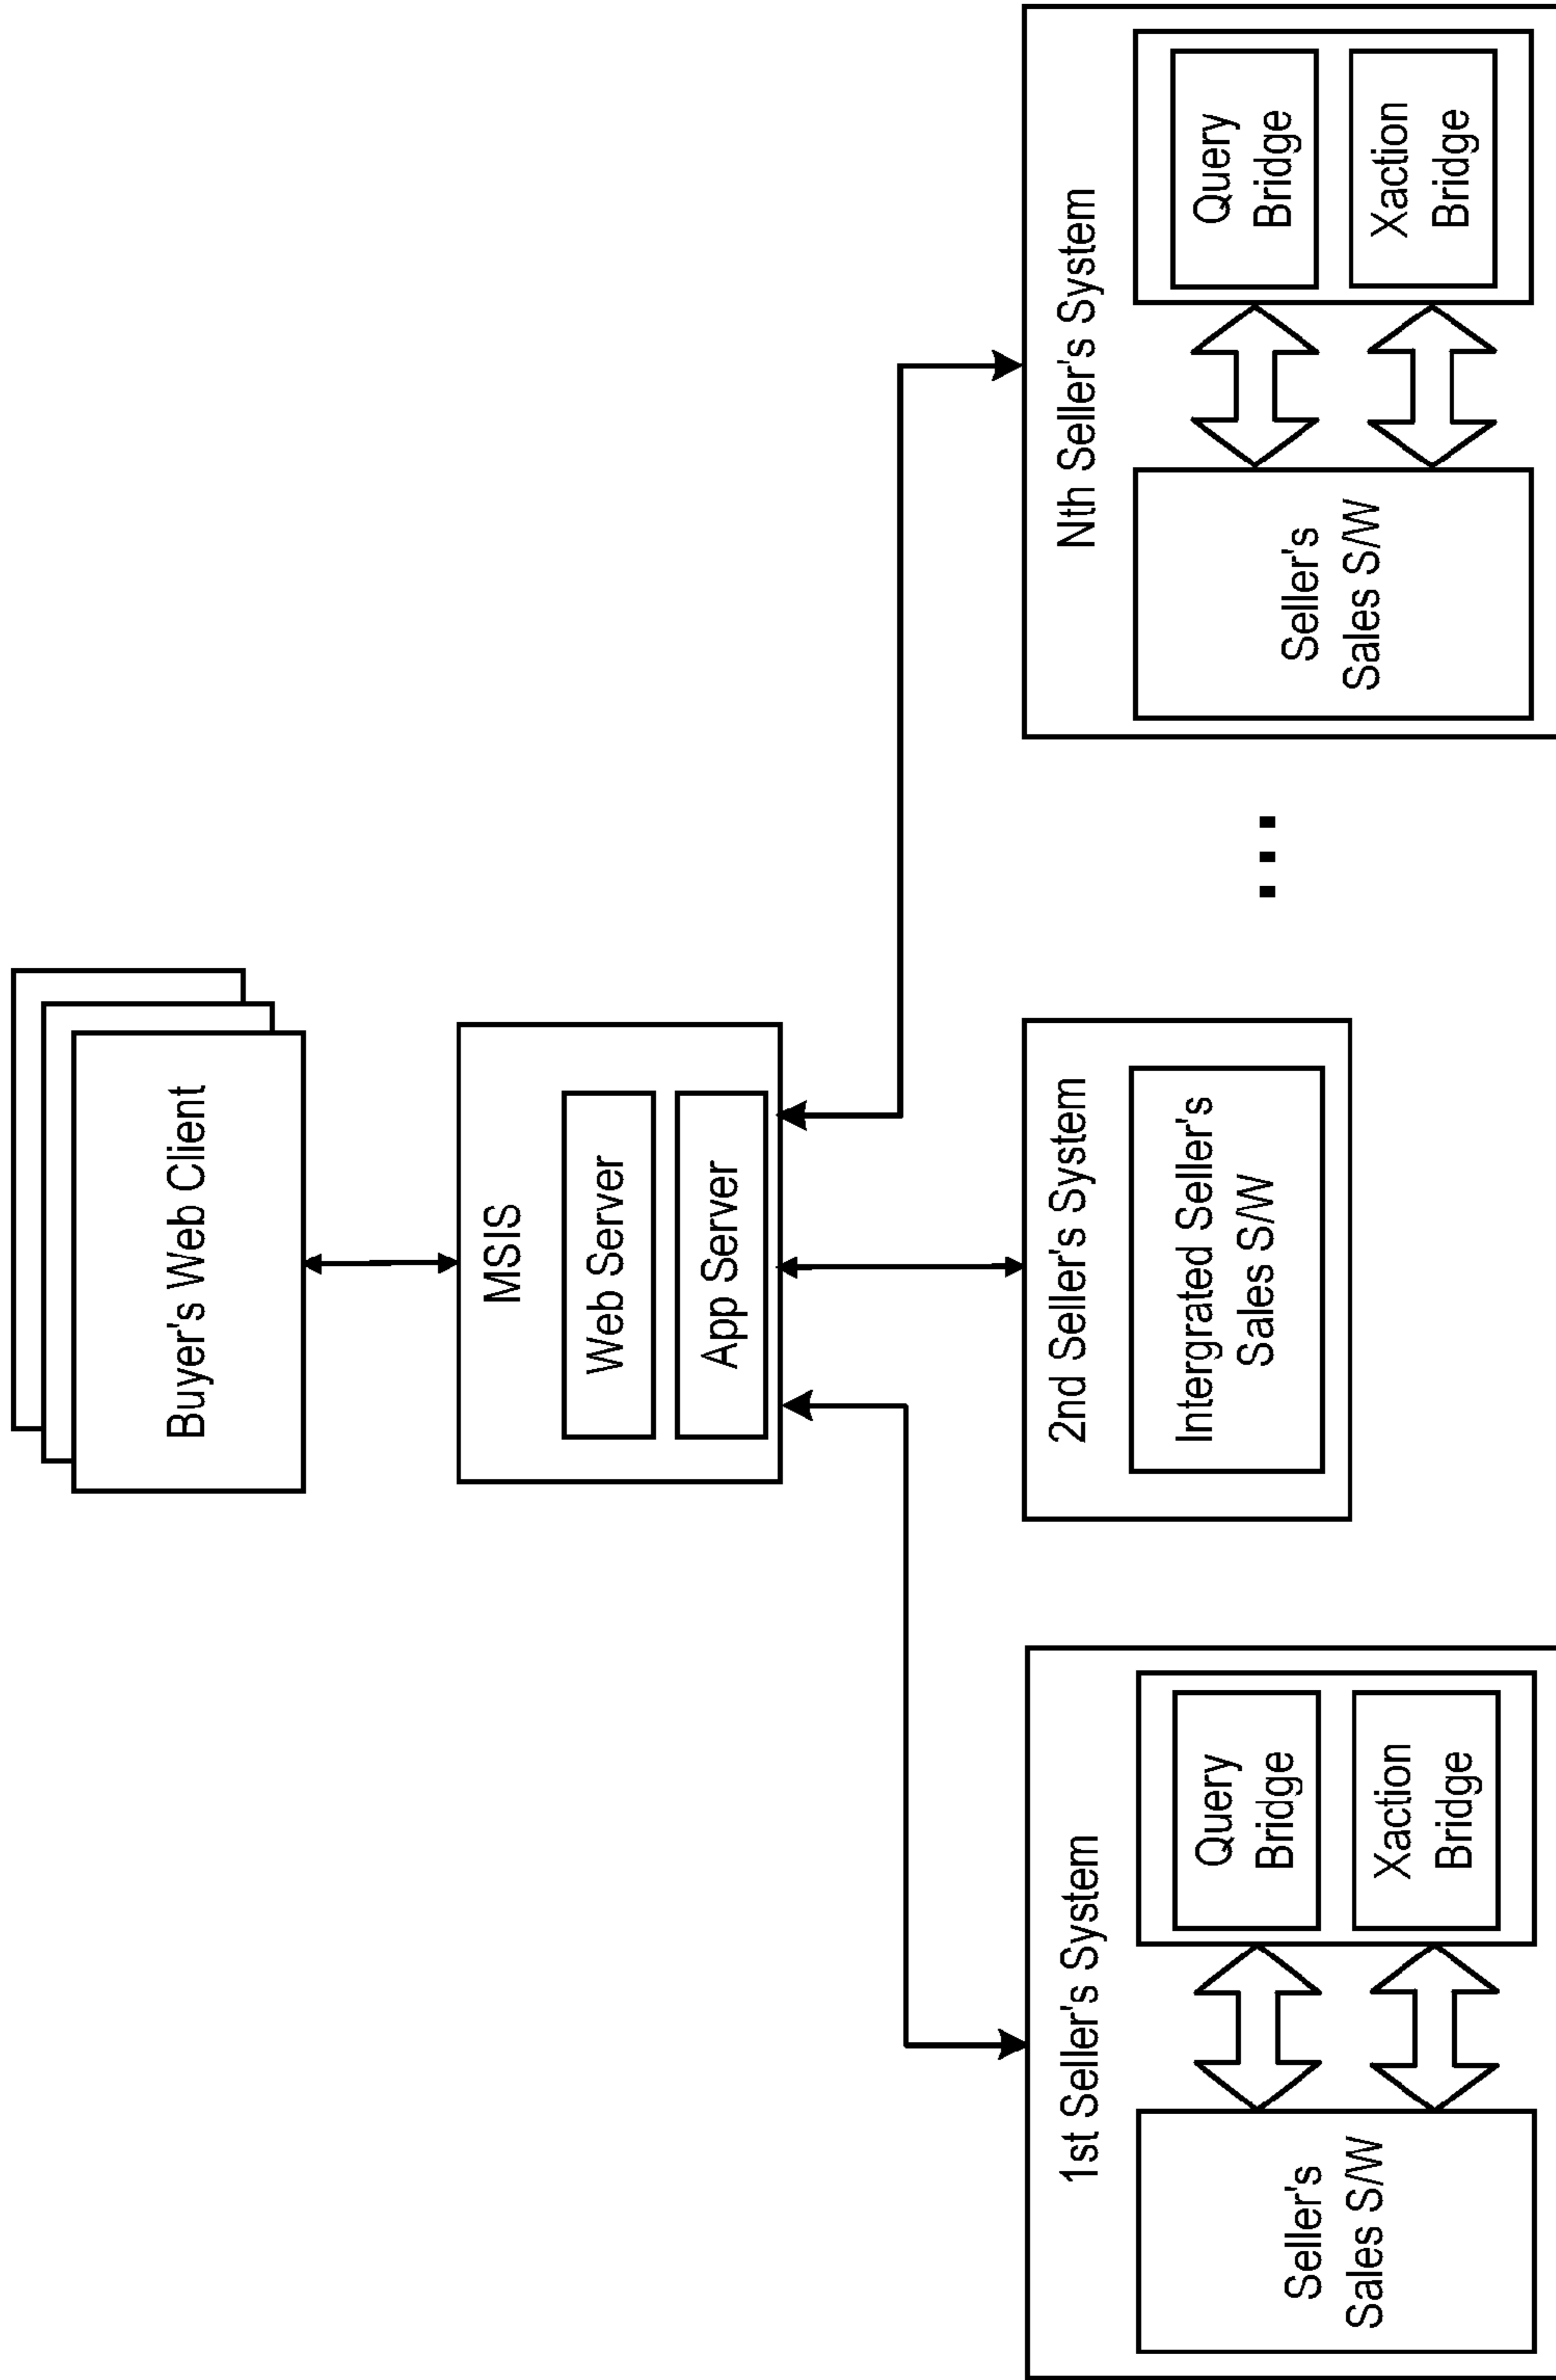 Buyer's Web Client
MSIS
Web Server
App Server
1st Seller's System
Seller's
Sales S/W
Query
Bridge
Xaction
Bridge
2nd Seller's System
Intergrated Seller's
Sales S/W
...
Nth Seller's System
Seller's
Sales S/W
Query
Bridge
Xaction
Bridge